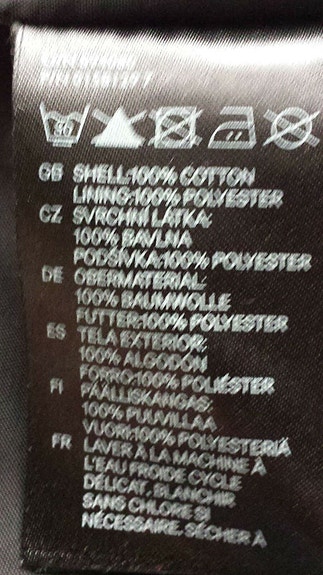 GB SHELL:100% COTTON
LINING:100% POLYESTER
CZ SVRCHNÍ LÁTKA:
100% BAVLNA
PODŠÍVKA:100% POLYESTER
DE OBERMATERIAL:
100% BAUMWOLLE
FUTTER:100% POLYESTER
ES TELA EXTERIOR:
100% ALGODÓN
FORRO:100% POLIÉSTER
FI PÄÄLLISKANGAS:
100% PUUVILLAA
VUORI:100% POLYESTERIÄ
FR LAVER À LA MACHINE À
L'EAU FROIDE CYCLE
DÉLICAT, BLANCHIR
SANS CHLORE SI
NÉCESSAIRE, SÉCHER À